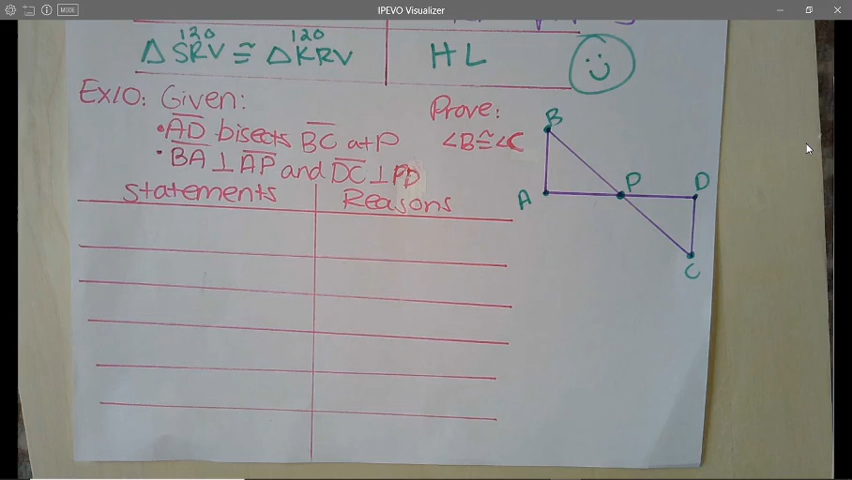 IPEVO Visualizer
MODE
120 120
△ SRV ≅ △KRV HL
Ex10: Given: Prove:
• AD bisects BC at P ∠B≅∠C
• BA ⊥ AP and DC ⊥ PD
statements Reasons
B
A P D
C